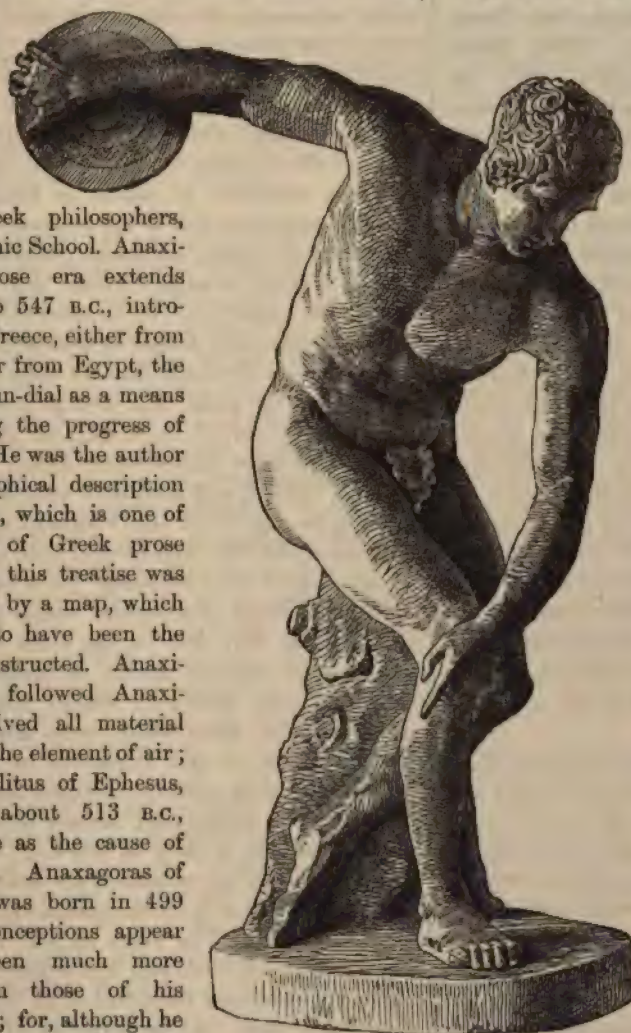 eek philosophers,
nic School. Anaxi-
ose era extends
o 547 B.C., intro-
reece, either from
r from Egypt, the
un-dial as a means
g the progress of
He was the author
phical description
, which is one of
of Greek prose
this treatise was
by a map, which
o have been the
structed. Anaxi-
followed Anaxi-
ved all material
he element of air;
litus of Ephesus,
about 513 B.C.,
e as the cause of
Anaxagoras of
was born in 499
onceptions appear
een much more
n those of his
; for, although he